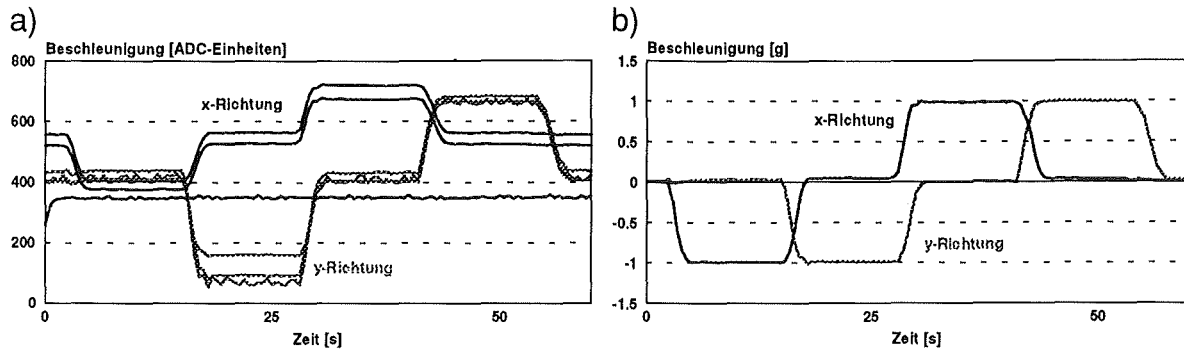 a)
Beschleunigung [ADC-Einheiten]
800
600
400
200
0
x-Richtung
y-Richtung
0
25
50
Zeit [s]
b)
Beschleunigung [g]
1.5
1
0.5
0
-0.5
-1
-1.5
x-Richtung
y-Richtung
0
25
50
Zeit [s]